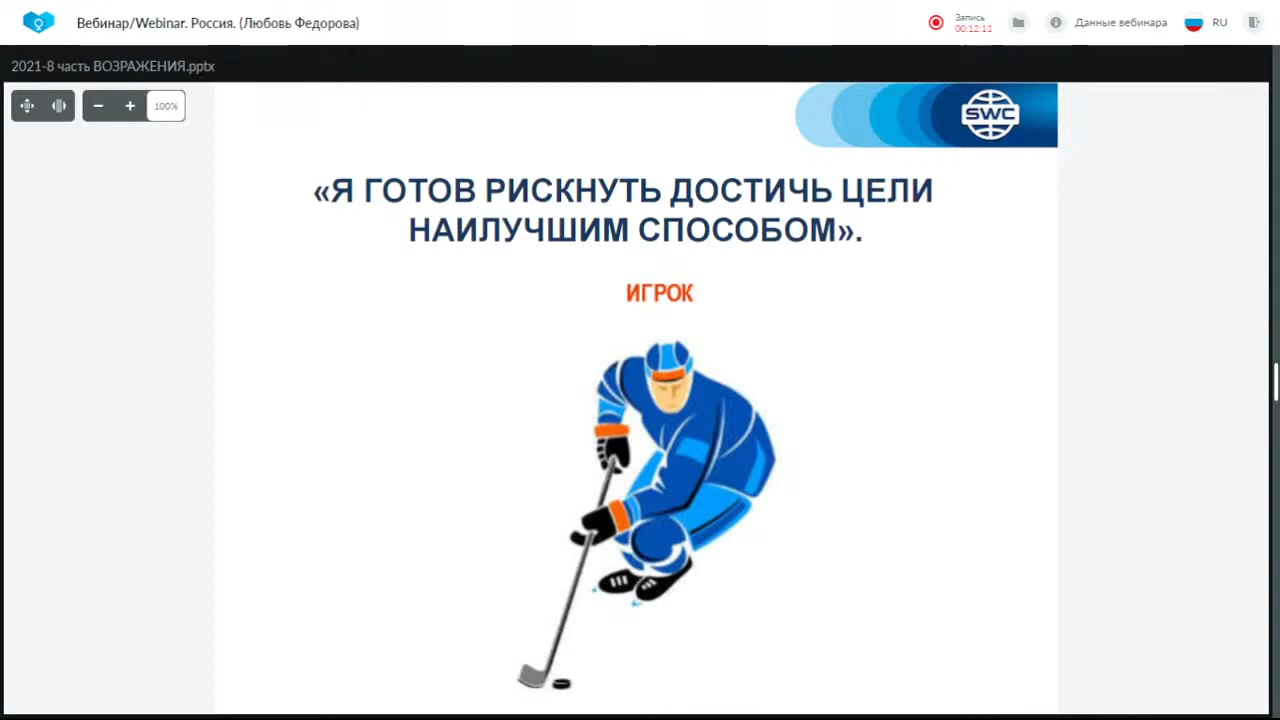 Вебинар/Webinar. Россия. (Любовь Федорова)
Запись
00:12:12
Данные вебинара
RU
2021-8 часть ВОЗРАЖЕНИЯ.pptx
100%
SWC
«Я ГОТОВ РИСКНУТЬ ДОСТИЧЬ ЦЕЛИ
НАИЛУЧШИМ СПОСОБОМ».
ИГРОК